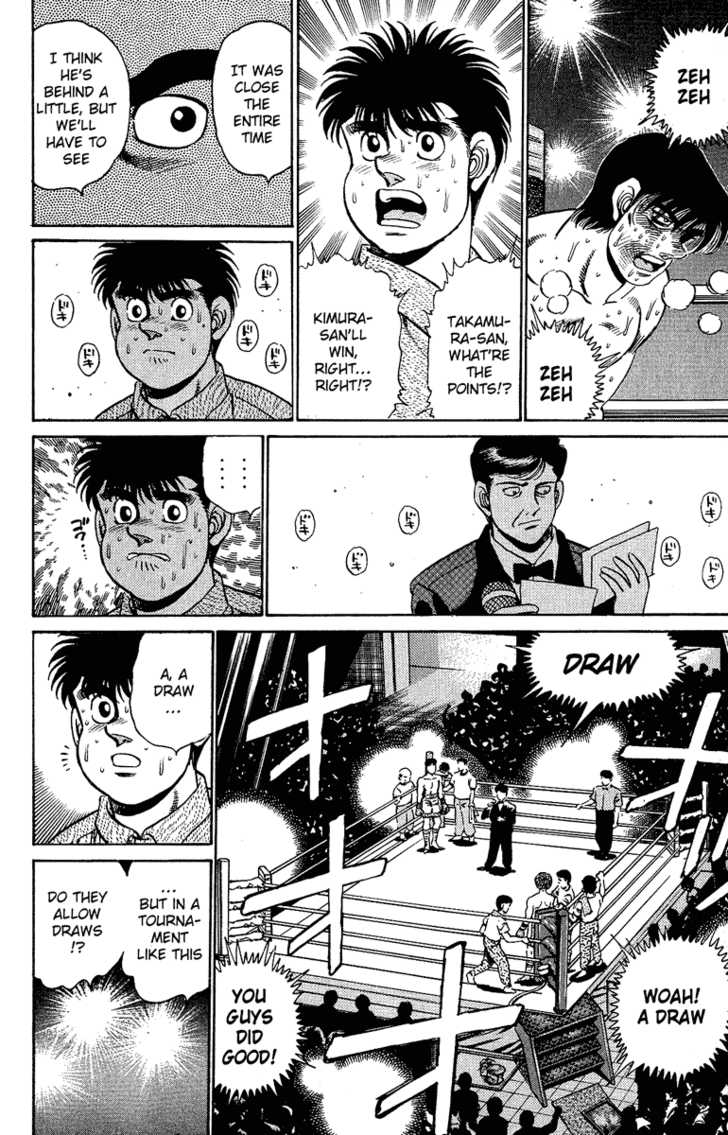 ZEH
ZEH
ZEH
ZEH
TAKAMU-
RA-SAN,
WHAT'RE
THE
POINTS!?
KIMURA-
SAN'LL
WIN,
RIGHT...
RIGHT!?
IT WAS
CLOSE
THE
ENTIRE
TIME
I THINK
HE'S
BEHIND A
LITTLE, BUT
WE'LL
HAVE TO
SEE
ドキ
ドキ
ドキ
ドキ
ドキ
ドキ
ドキ
ドキ
ドキ
....
....
DRAW
WOAH!
A DRAW
YOU
GUYS
DID
GOOD!
A, A
DRAW
...
...
BUT IN A
TOURNA-
MENT
LIKE THIS
DO THEY
ALLOW
DRAWS
!?